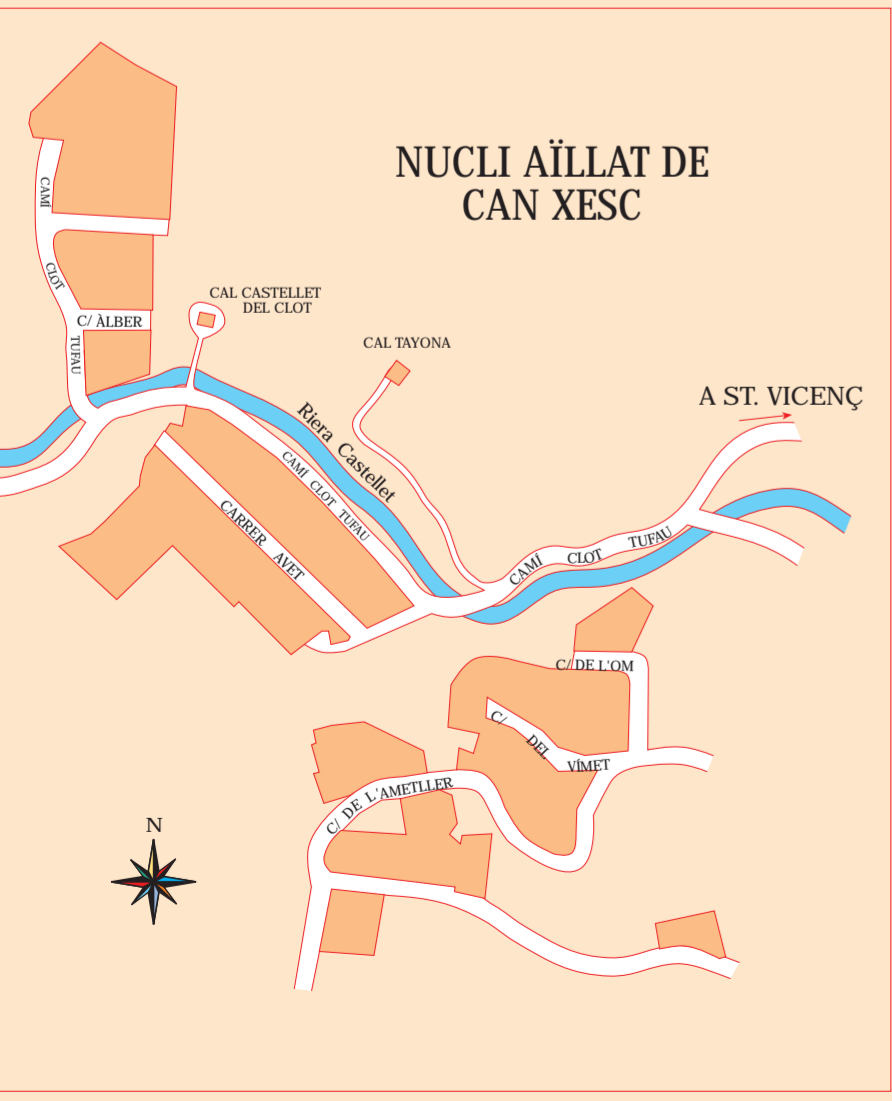 NUCLI AÏLLAT DE
CAN XESC
CAMÍ
CLOT
TUFAU
C/ ÀLBER
CAL CASTELLET
DEL CLOT
CAL TAYONA
A ST. VICENÇ
Riera Castellet
CAMÍ CLOT TUFAU
CARRER AVET
CAMÍ CLOT TUFAU
C/ DE L'OM
C/ DEL VÍMET
C/ DE L'AMETLLER
N